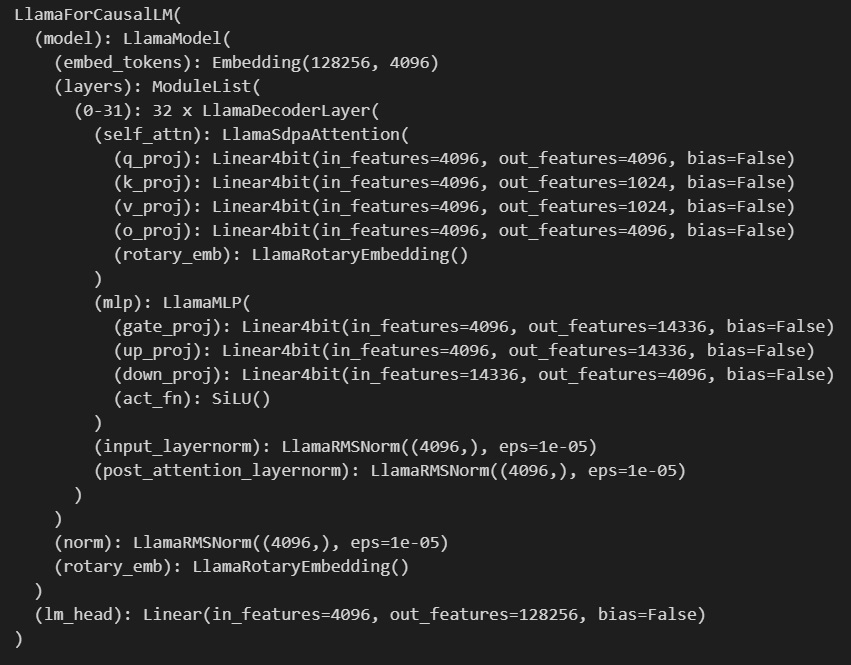 LlamaForCausalLM(
  (model): LlamaModel(
    (embed_tokens): Embedding(128256, 4096)
    (layers): ModuleList(
      (0-31): 32 x LlamaDecoderLayer(
        (self_attn): LlamaSdpaAttention(
          (q_proj): Linear4bit(in_features=4096, out_features=4096, bias=False)
          (k_proj): Linear4bit(in_features=4096, out_features=1024, bias=False)
          (v_proj): Linear4bit(in_features=4096, out_features=1024, bias=False)
          (o_proj): Linear4bit(in_features=4096, out_features=4096, bias=False)
          (rotary_emb): LlamaRotaryEmbedding()
        )
        (mlp): LlamaMLP(
          (gate_proj): Linear4bit(in_features=4096, out_features=14336, bias=False)
          (up_proj): Linear4bit(in_features=4096, out_features=14336, bias=False)
          (down_proj): Linear4bit(in_features=14336, out_features=4096, bias=False)
          (act_fn): SiLU()
        )
        (input_layernorm): LlamaRMSNorm((4096,), eps=1e-05)
        (post_attention_layernorm): LlamaRMSNorm((4096,), eps=1e-05)
      )
    )
    (norm): LlamaRMSNorm((4096,), eps=1e-05)
    (rotary_emb): LlamaRotaryEmbedding()
  )
  (lm_head): Linear(in_features=4096, out_features=128256, bias=False)
)